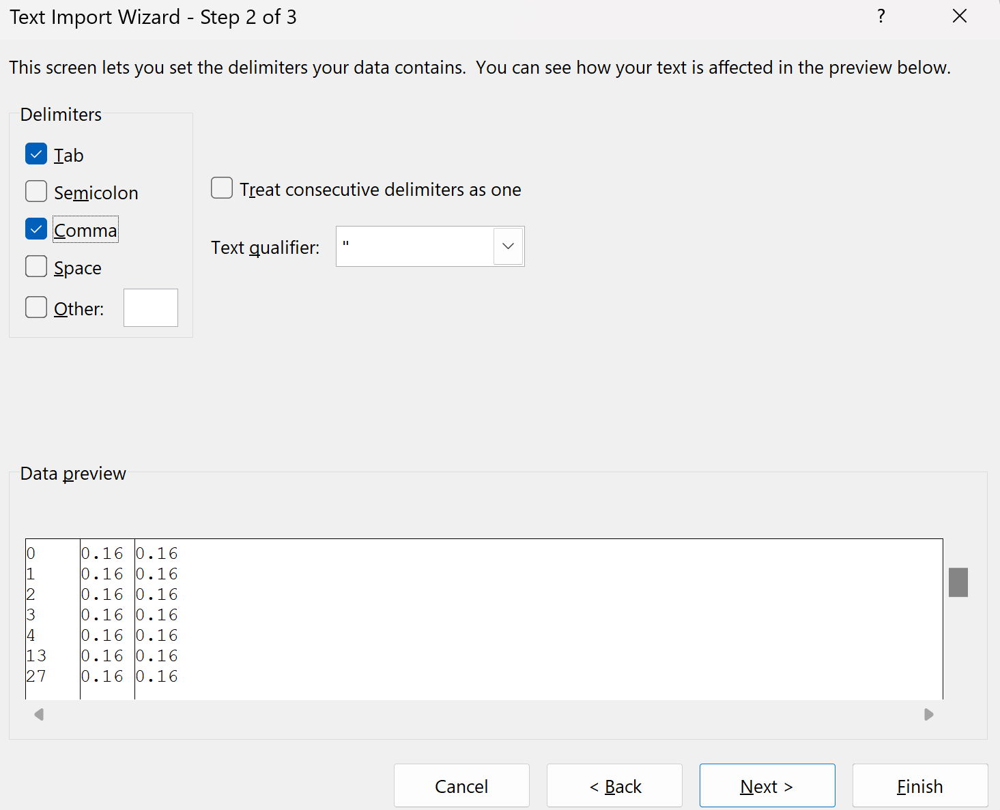 Text Import Wizard - Step 2 of 3 ?
This screen lets you set the delimiters your data contains.  You can see how your text is affected in the preview below.
Delimiters
Tab
Semicolon
Comma
Space
Other:
Treat consecutive delimiters as one
Text qualifier: "
Data preview
0 0.16 0.16
1 0.16 0.16
2 0.16 0.16
3 0.16 0.16
4 0.16 0.16
13 0.16 0.16
27 0.16 0.16
Cancel < Back Next > Finish